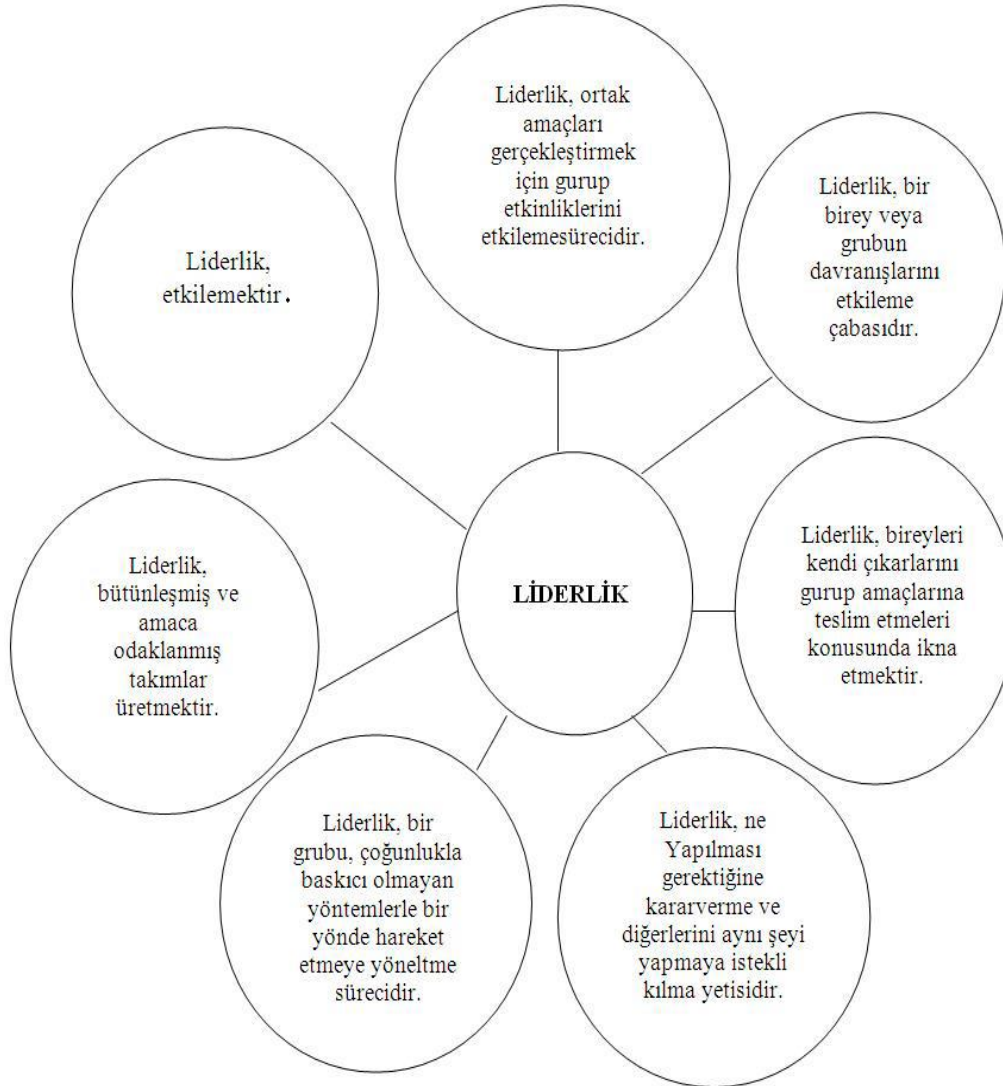 Liderlik, ortak
amaçları
gerçekleştirmek
için gurup
etkinliklerini
etkilemesürecidir.
Liderlik, bir
birey veya
grubun
davranışlarını
etkileme
çabasıdır.
Liderlik,
etkilemektir.
LİDERLİK
Liderlik, bireyleri
kendi çıkarlarını
gurup amaçlarına
teslim etmeleri
konusunda ikna
etmektir.
Liderlik,
bütünleşmiş ve
amaca
odaklanmış
takımlar
üretmektir.
Liderlik, bir
grubu, çoğunlukla
baskıcı olmayan
yöntemlerle bir
yönde hareket
etmeye yöneltme
sürecidir.
Liderlik, ne
Yapılması
gerektiğine
kararverme ve
diğerlerini aynı şeyi
yapmaya istekli
kılma yetisidir.